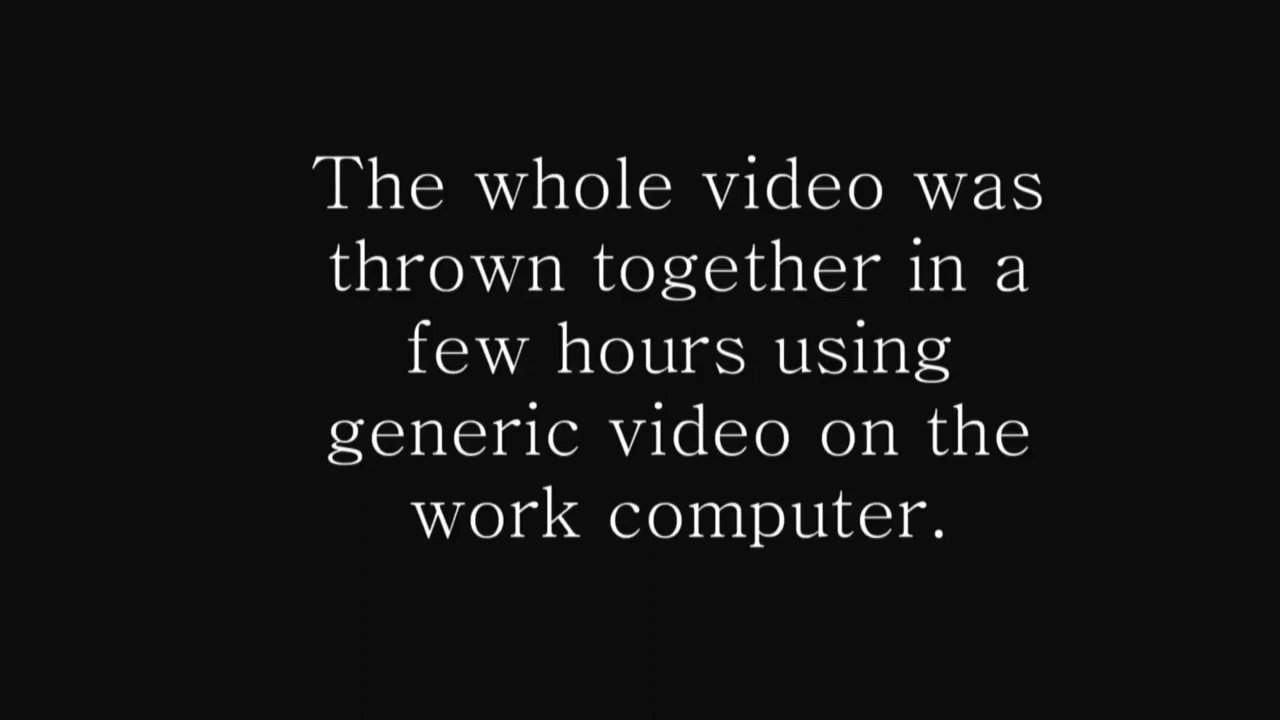 The whole video was
thrown together in a
few hours using
generic video on the
work computer.